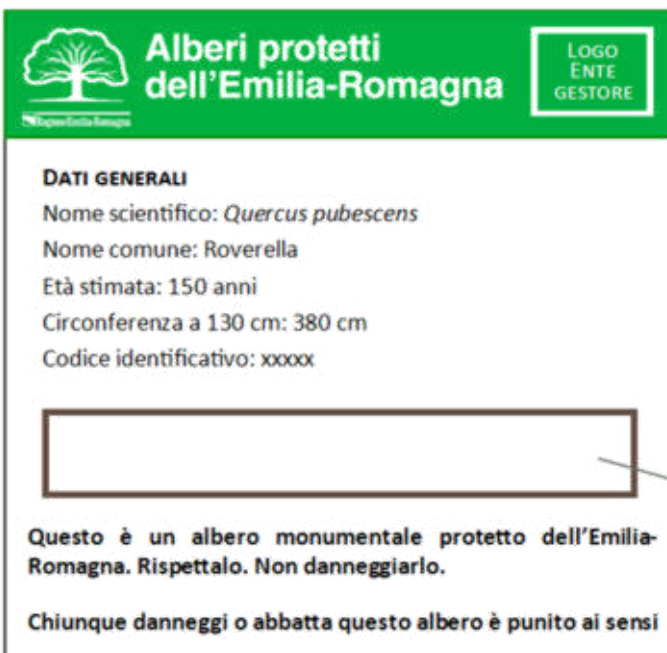 Alberi protetti
dell'Emilia-Romagna
LOGO
ENTE
GESTORE
RegioneEmilia-Romagna
DATI GENERALI
Nome scientifico: Quercus pubescens
Nome comune: Roverella
Età stimata: 150 anni
Circonferenza a 130 cm: 380 cm
Codice identificativo: xxxxx
Questo è un albero monumentale protetto dell'Emilia-
Romagna. Rispettalo. Non danneggiarlo.
Chiunque danneggi o abbatta questo albero è punito ai sensi